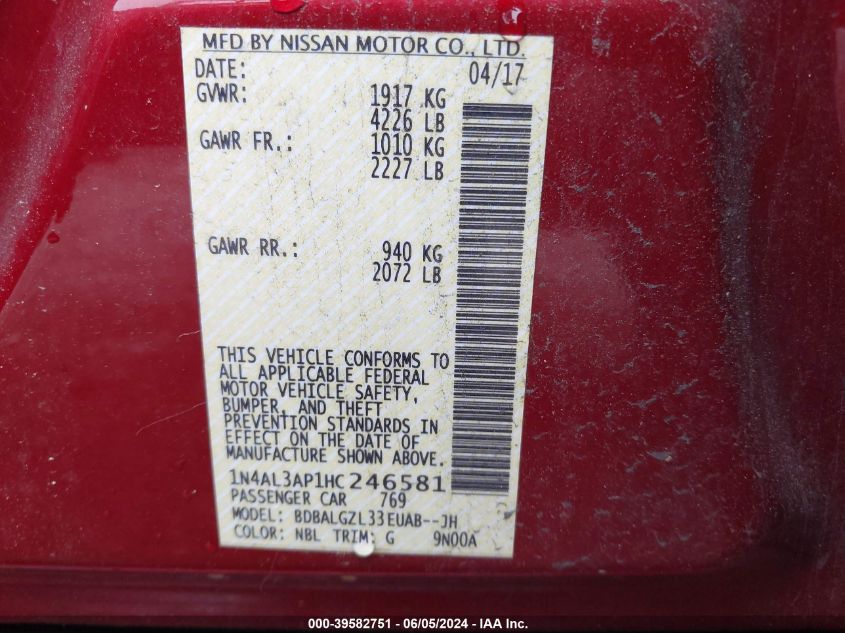 MFD BY NISSAN MOTOR CO., LTD.
DATE: 04/17
GVWR: 1917 KG
4226 LB
GAWR FR.: 1010 KG
2227 LB
GAWR RR.: 940 KG
2072 LB
THIS VEHICLE CONFORMS TO
ALL APPLICABLE FEDERAL
MOTOR VEHICLE SAFETY,
BUMPER, AND THEFT
PREVENTION STANDARDS IN
EFFECT ON THE DATE OF
MANUFACTURE SHOWN ABOVE.
1N4AL3AP1HC246581
PASSENGER CAR 769
MODEL: BDBALGZL33EUAB--JH
COLOR: NBL TRIM: G 9N00A
000-39582751 - 06/05/2024 - IAA Inc.